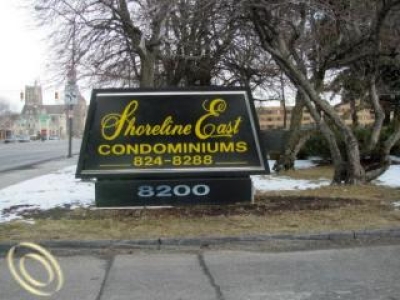 Shoreline East
CONDOMINIUMS
824-8288
8200